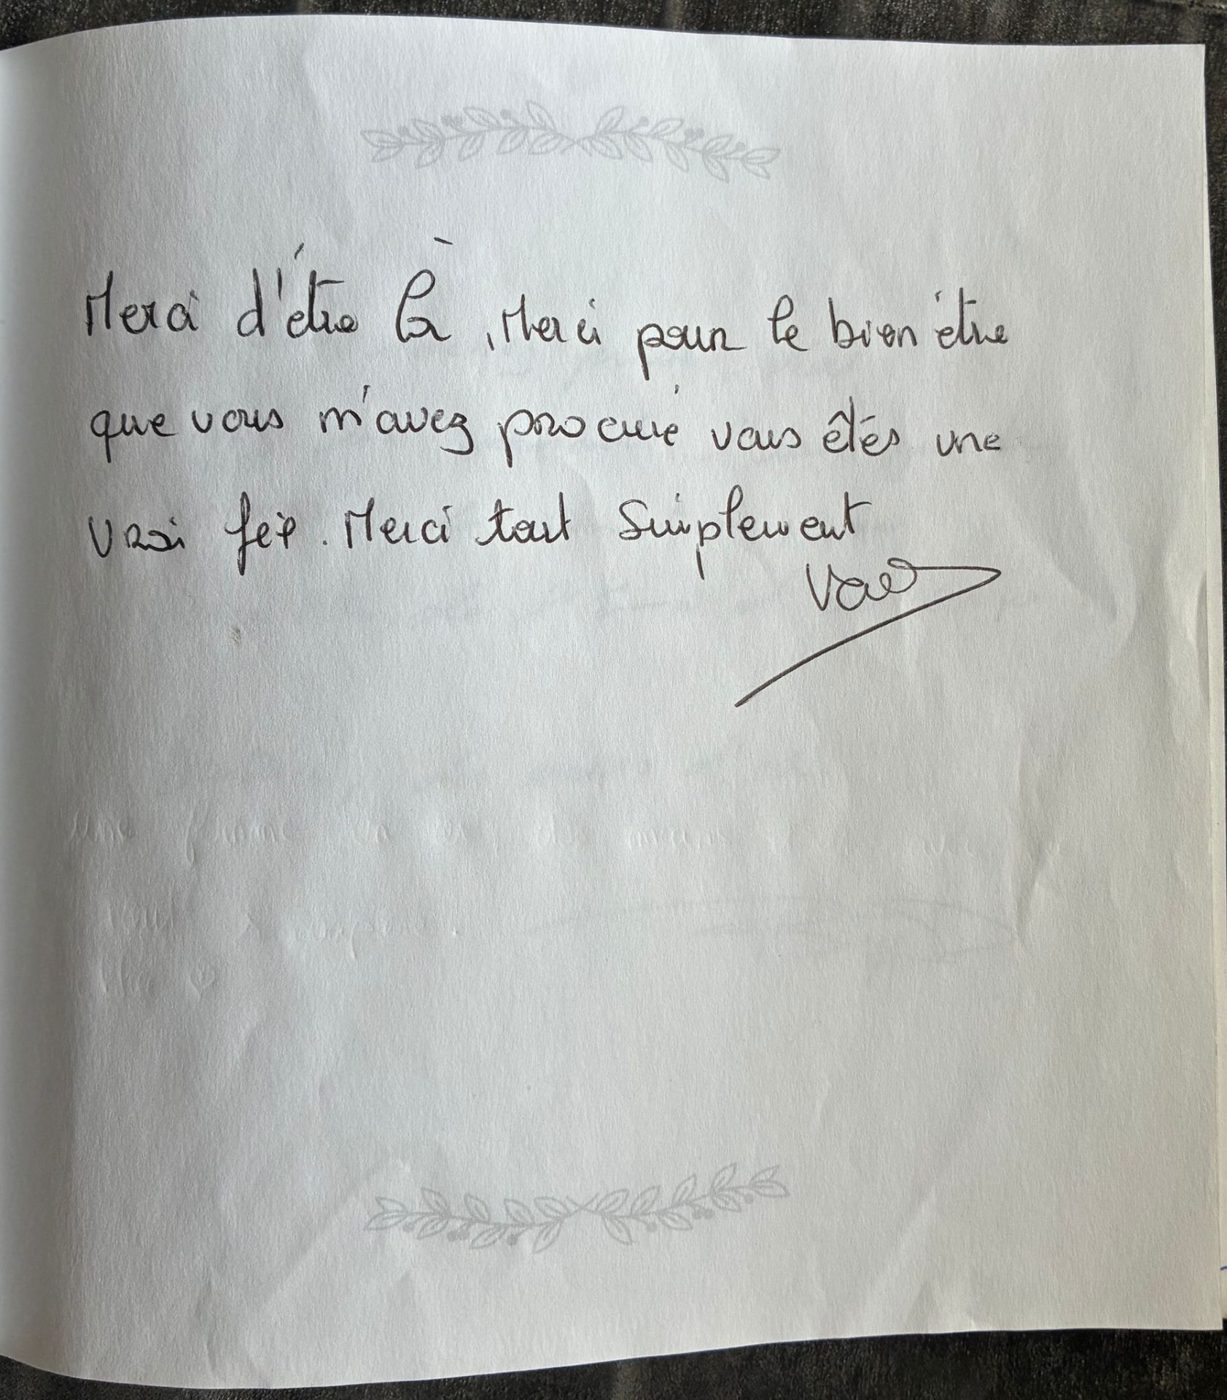 Merci d'être là, Merci pour le bien être
que vous m'avez procuré vous êtes une
vrai fée. Merci tout simplement